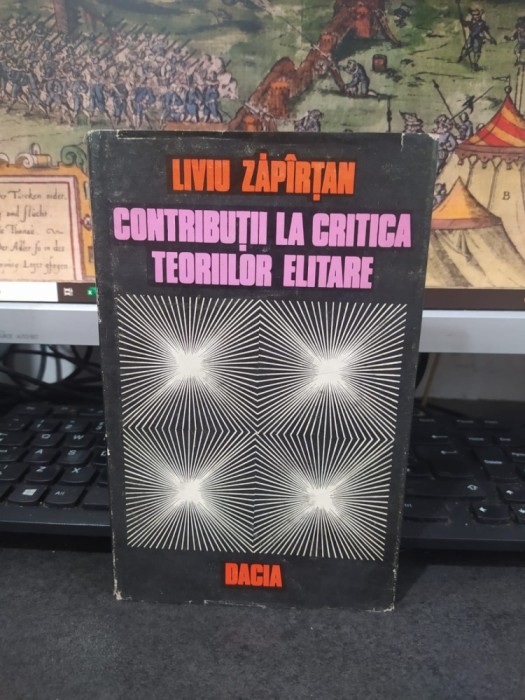 LIVIU ZĂPÎRȚAN
CONTRIBUȚII LA CRITICA
TEORIILOR ELITARE
DACIA